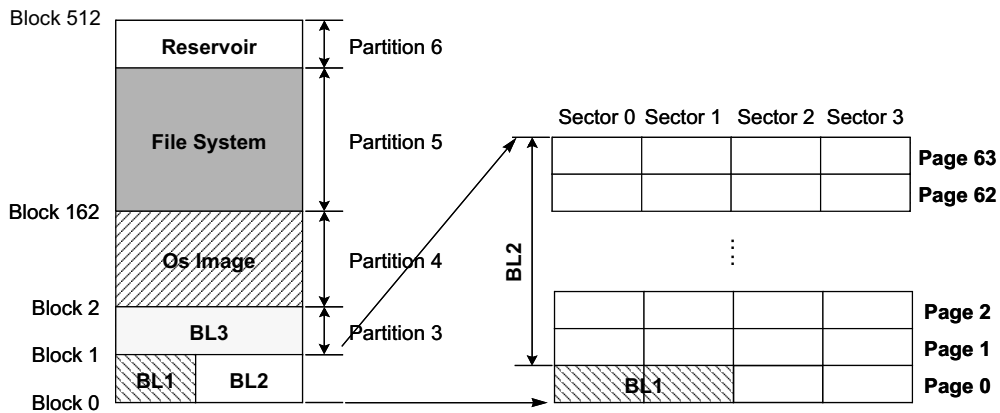 Block 512
Reservoir
Partition 6
File System
Partition 5
Block 162
Os Image
Partition 4
Block 2
BL3
Partition 3
Block 1
BL1
BL2
Block 0
Sector 0 Sector 1 Sector 2 Sector 3
Page 63
Page 62
BL2
⋮
Page 2
Page 1
BL1
Page 0